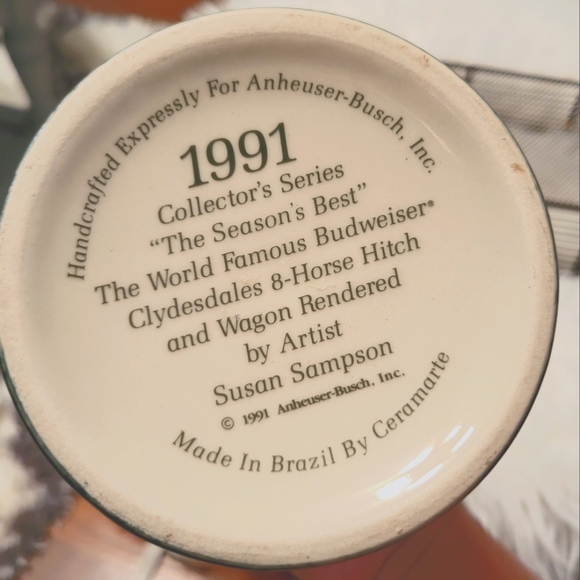 Handcrafted Expressly For Anheuser-Busch, Inc.
1991
Collector's Series
"The Season's Best"
The World Famous Budweiser®
Clydesdales 8-Horse Hitch
and Wagon Rendered
by Artist
Susan Sampson
© 1991 Anheuser-Busch, Inc.
Made In Brazil By Ceramarte